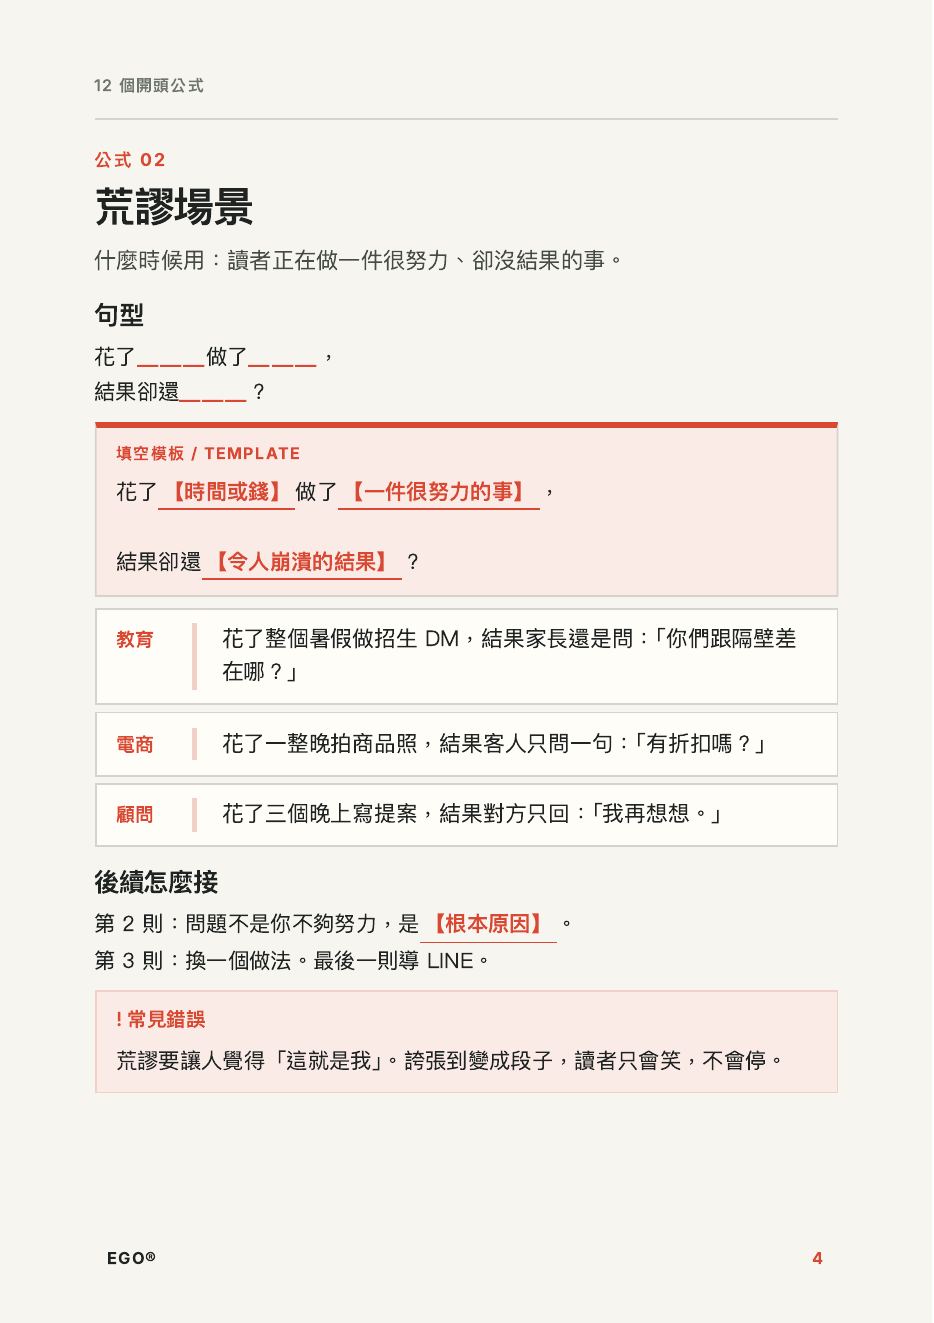 12 個開頭公式
公式 02
荒謬場景
什麼時候用：讀者正在做一件很努力、卻沒結果的事。
句型
花了＿＿＿做了＿＿＿，
結果卻還＿＿＿？
填空模板 / TEMPLATE
花了【時間或錢】做了【一件很努力的事】，
結果卻還【令人崩潰的結果】？
教育
花了整個暑假做招生 DM，結果家長還是問：「你們跟隔壁差
在哪？」
電商
花了一整晚拍商品照，結果客人只問一句：「有折扣嗎？」
顧問
花了三個晚上寫提案，結果對方只回：「我再想想。」
後續怎麼接
第 2 則：問題不是你不夠努力，是【根本原因】。
第 3 則：換一個做法。最後一則導 LINE。
! 常見錯誤
荒謬要讓人覺得「這就是我」。誇張到變成段子，讀者只會笑，不會停。
EGO®
4